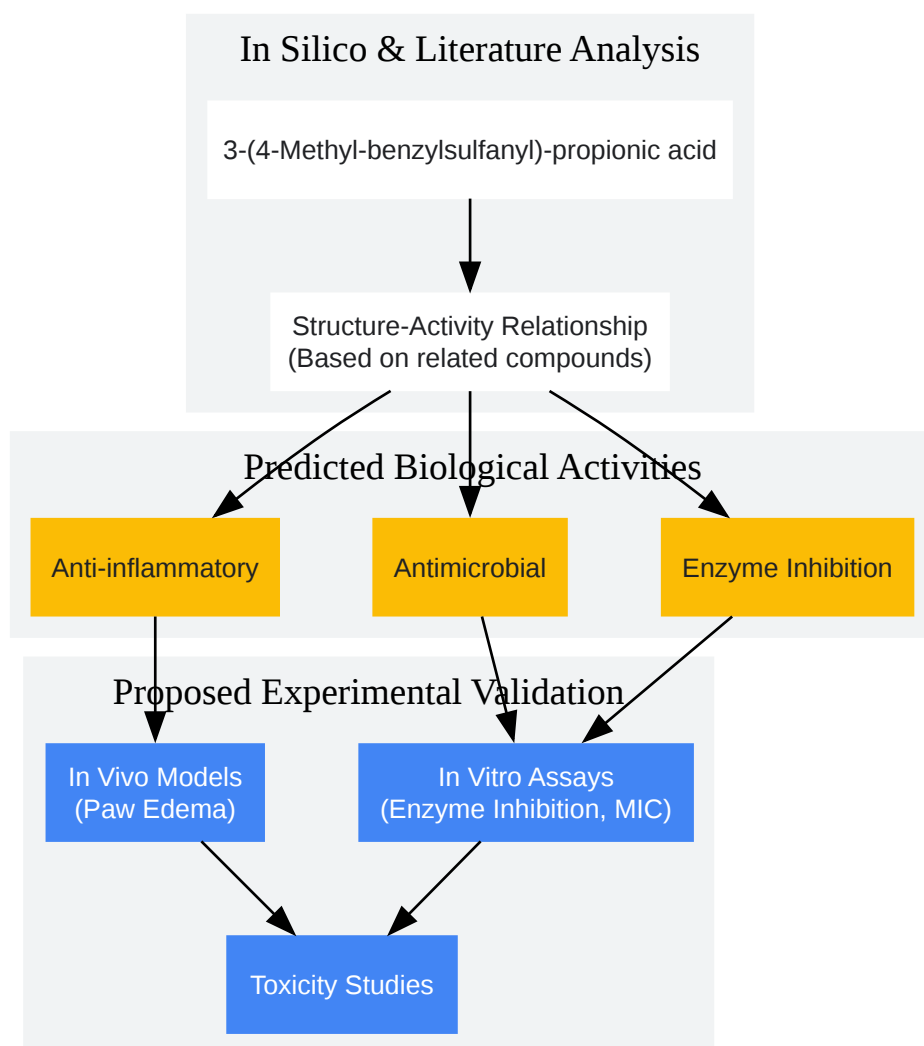 In Silico & Literature Analysis
3-(4-Methyl-benzylsulfanyl)-propionic acid
Structure-Activity Relationship
(Based on related compounds)
Predicted Biological Activities
Anti-inflammatory
Antimicrobial
Enzyme Inhibition
Proposed Experimental Validation
In Vivo Models
(Paw Edema)
In Vitro Assays
(Enzyme Inhibition, MIC)
Toxicity Studies